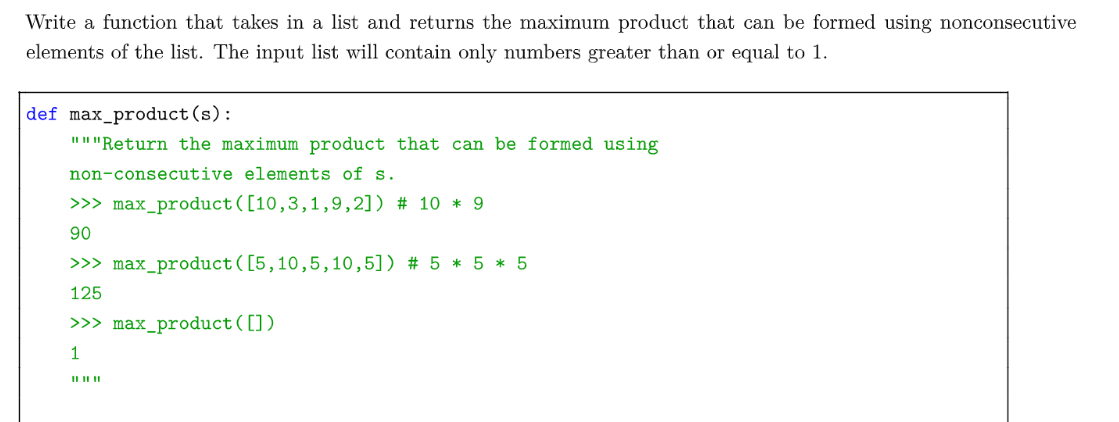 Write a function that takes in a list and returns the maximum product that can be formed using nonconsecutive
elements of the list. The input list will contain only numbers greater than or equal to 1.
def max_product(s):
    """Return the maximum product that can be formed using
    non-consecutive elements of s.
    >>> max_product([10,3,1,9,2]) # 10 * 9
    90
    >>> max_product([5,10,5,10,5]) # 5 * 5 * 5
    125
    >>> max_product([])
    1
    """